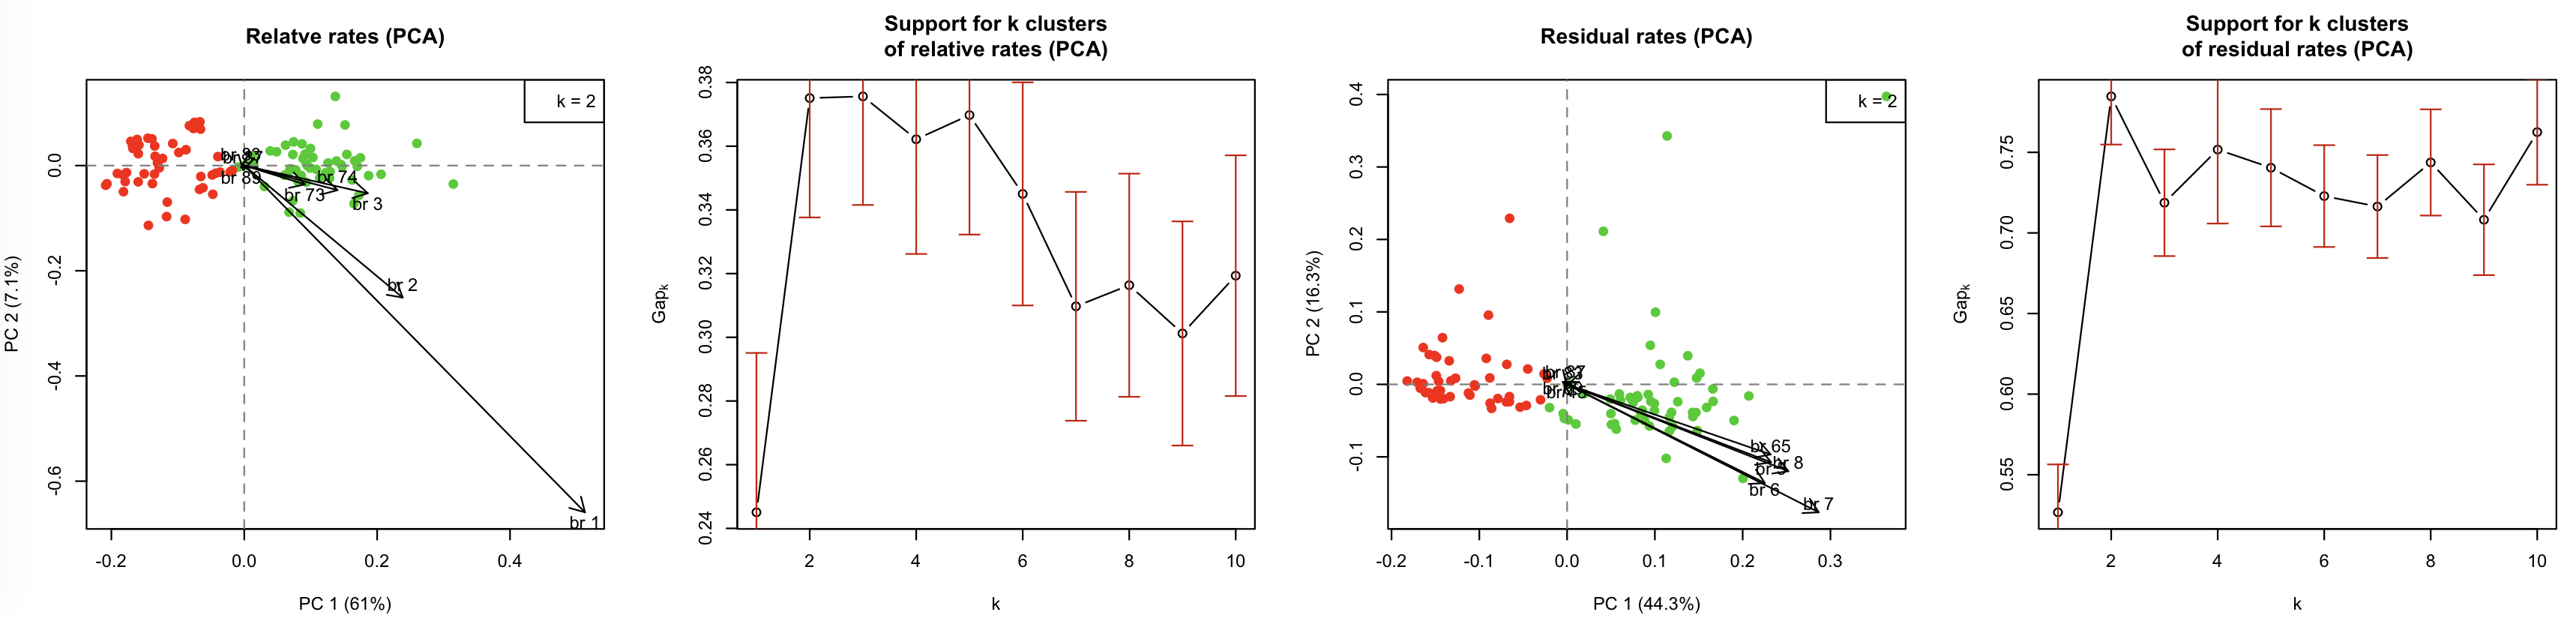 Relatve rates (PCA)
k = 2
br 89
br 74
br 73
br 3
br 2
br 1
0.0
-0.2
-0.4
-0.6
PC 2 (7.1%)
-0.2
0.0
0.2
0.4
PC 1 (61%)
Support for k clusters
of relative rates (PCA)
0.38
0.36
0.34
0.32
0.30
0.28
0.26
0.24
Gapk
2
4
6
8
10
k
Residual rates (PCA)
k = 2
br 65
br 8
br 6
br 7
0.4
0.3
0.2
0.1
0.0
-0.1
PC 2 (16.3%)
-0.2
-0.1
0.0
0.1
0.2
0.3
PC 1 (44.3%)
Support for k clusters
of residual rates (PCA)
0.75
0.70
0.65
0.60
0.55
Gapk
2
4
6
8
10
k